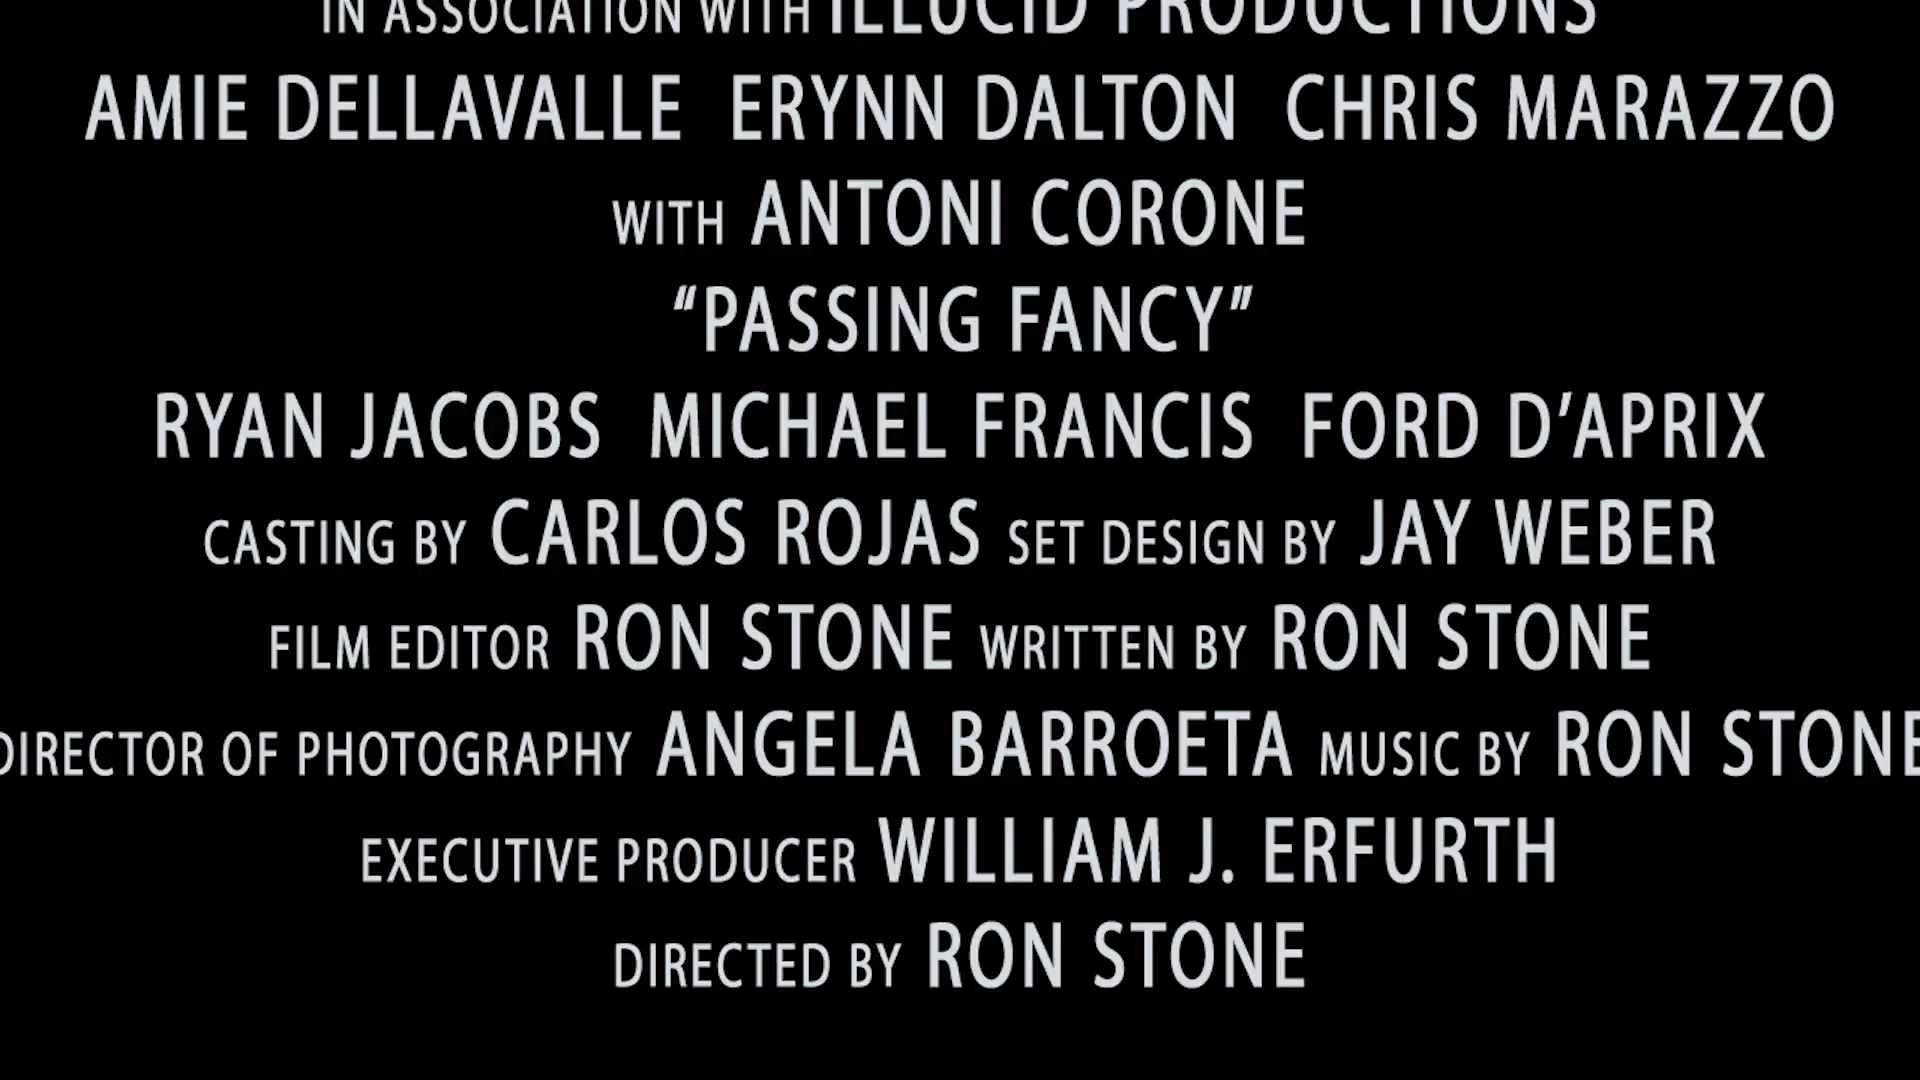 IN ASSOCIATION WITH ILLUCID PRODUCTIONS
AMIE DELLAVALLE ERYNN DALTON CHRIS MARAZZO
WITH ANTONI CORONE
“PASSING FANCY”
RYAN JACOBS MICHAEL FRANCIS FORD D’APRIX
CASTING BY CARLOS ROJAS SET DESIGN BY JAY WEBER
FILM EDITOR RON STONE WRITTEN BY RON STONE
DIRECTOR OF PHOTOGRAPHY ANGELA BARROETA MUSIC BY RON STONE
EXECUTIVE PRODUCER WILLIAM J. ERFURTH
DIRECTED BY RON STONE